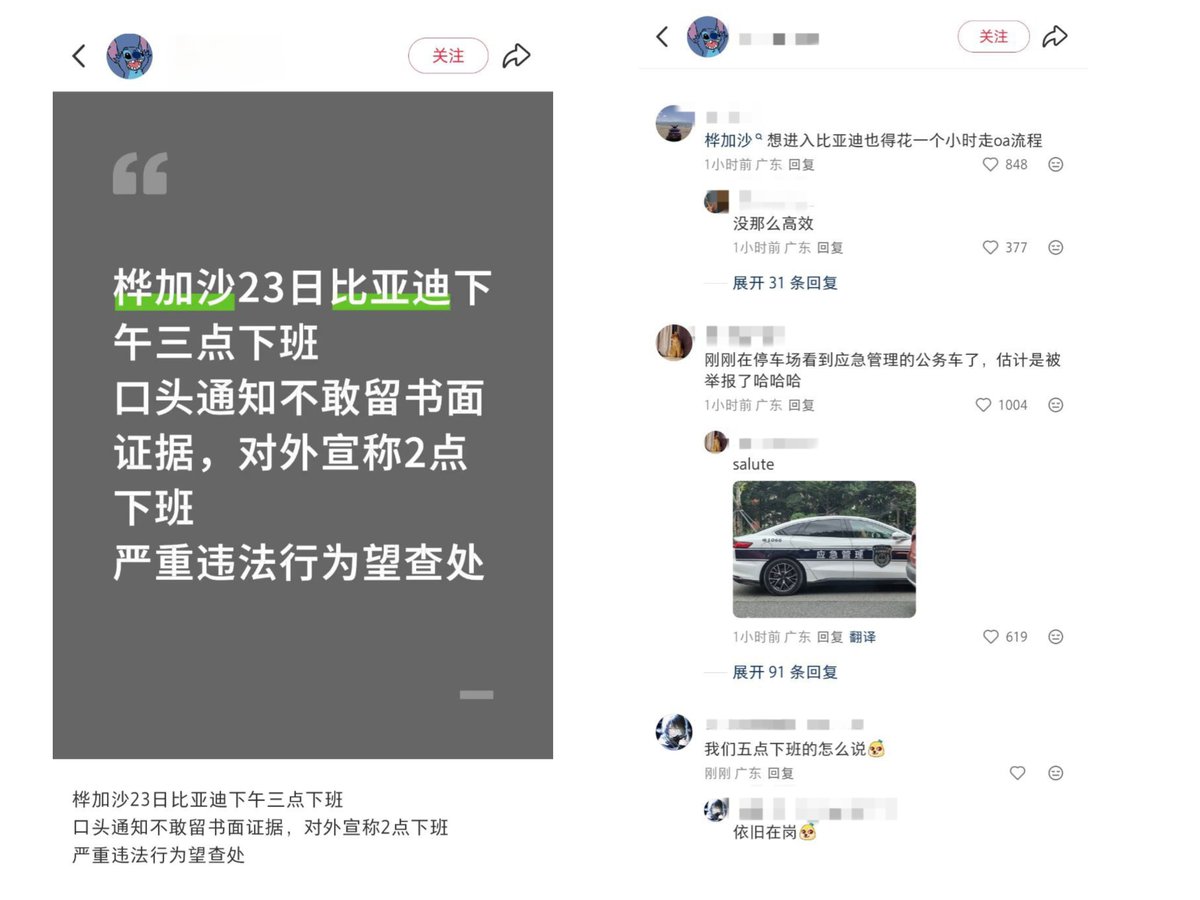 关注
桦加沙23日比亚迪下
午三点下班
口头通知不敢留书面
证据，对外宣称2点
下班
严重违法行为望查处
桦加沙23日比亚迪下午三点下班
口头通知不敢留书面证据，对外宣称2点下班
严重违法行为望查处
关注
桦加沙 想进入比亚迪也得花一个小时走oa流程
1小时前 广东 回复
848
没那么高效
1小时前 广东 回复
377
展开 31 条回复
刚刚在停车场看到应急管理的公务车了，估计是被
举报了哈哈哈
1小时前 广东 回复
1004
salute
应急管理
1小时前 广东 回复 翻译
619
展开 91 条回复
我们五点下班的怎么说
刚刚 广东 回复
依旧在岗